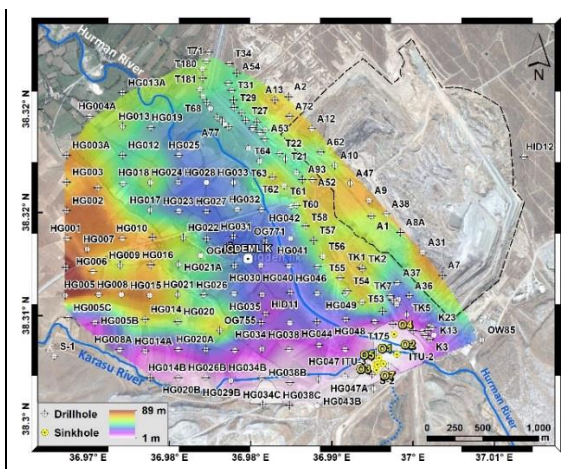 T71
T34
Hurman River
T180
A54
T181
HG013A
T31
A13
A2
38.32° N
T29
HG004A
T68
A72
T27
HG013
HG019
A12
A77
A53
T22
HG003A
HG012
HG025
A62
T64
T21
A10
HID12
HG003
T63
A93
HG018
HG024
HG028
HG033
A52
A47
T62
T61
A9
HG002
HG017
HG023
HG027
HG032
T60
A38
38.32° N
HG042
T58
A1
A8A
HG001
HG010
HG022
HG031
OG771
T57
HG007
IGDEMLIK
HG041
T56
A31
HG006
HG009
HG016
HG021A
TK1
TK2
HG030
HG040
HG046
T55
A37
A7
HG005
HG008
HG015
HG021
HG026
T54
TK7
A36
38.31° N
HG035
HID11
HG049
T53
TK5
HG005C
HG005B
HG014
HG020
OG755
K23
O4
HG034
HG038
HG044
HG048
T175
K13
OW85
S-1
HG008A
HG014A
HG020A
O1
O2
K3
O5
ITU-2
Karasu River
HG047
O3
HG014B
HG026B
HG034B
HG038B
O7
HG020B
HG029B
HG047A
HG034C
HG038C
HG043B
Hurman River
38.3° N
Drillhole
89 m
Sinkhole
1 m
N
0
500
1,000
m
36.97° E
36.98° E
36.99° E
37.00° E
37.01° E